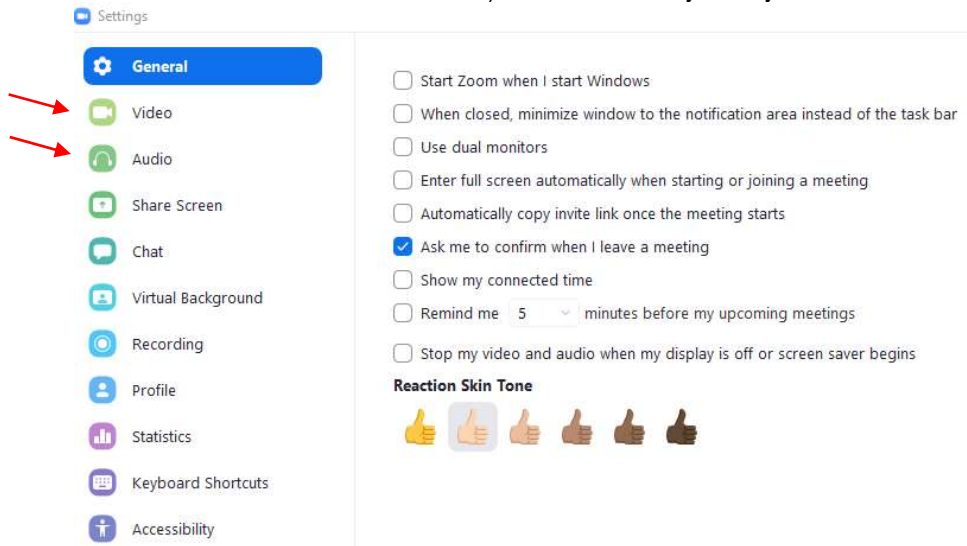 Settings
General
Video
Audio
Share Screen
Chat
Virtual Background
Recording
Profile
Statistics
Keyboard Shortcuts
Accessibility
Start Zoom when I start Windows
When closed, minimize window to the notification area instead of the task bar
Use dual monitors
Enter full screen automatically when starting or joining a meeting
Automatically copy invite link once the meeting starts
Ask me to confirm when I leave a meeting
Show my connected time
Remind me 5 minutes before my upcoming meetings
Stop my video and audio when my display is off or screen saver begins
Reaction Skin Tone